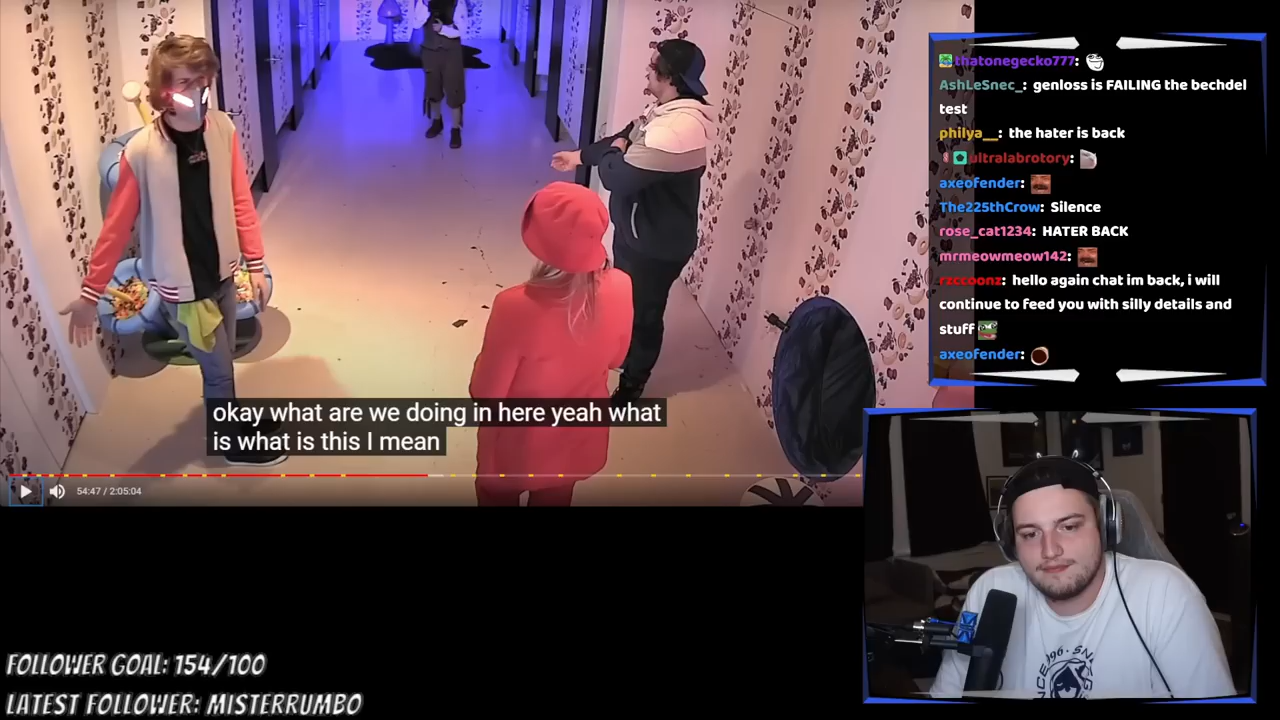 thatonegecko777:
AshLeSnec_: genloss is FAILING the bechdel
test
philya__: the hater is back
ultralabrotory:
axeofender:
The225thCrow: Silence
rose_cat1234: HATER BACK
mrmeowmeow142:
rzccoonz: hello again chat im back, i will
continue to feed you with silly details and
stuff
axeofender:
okay what are we doing in here yeah what
is what is this I mean
54:47 / 2:05:04
FOLLOWER GOAL: 154/100
LATEST FOLLOWER: MISTERRUMBO